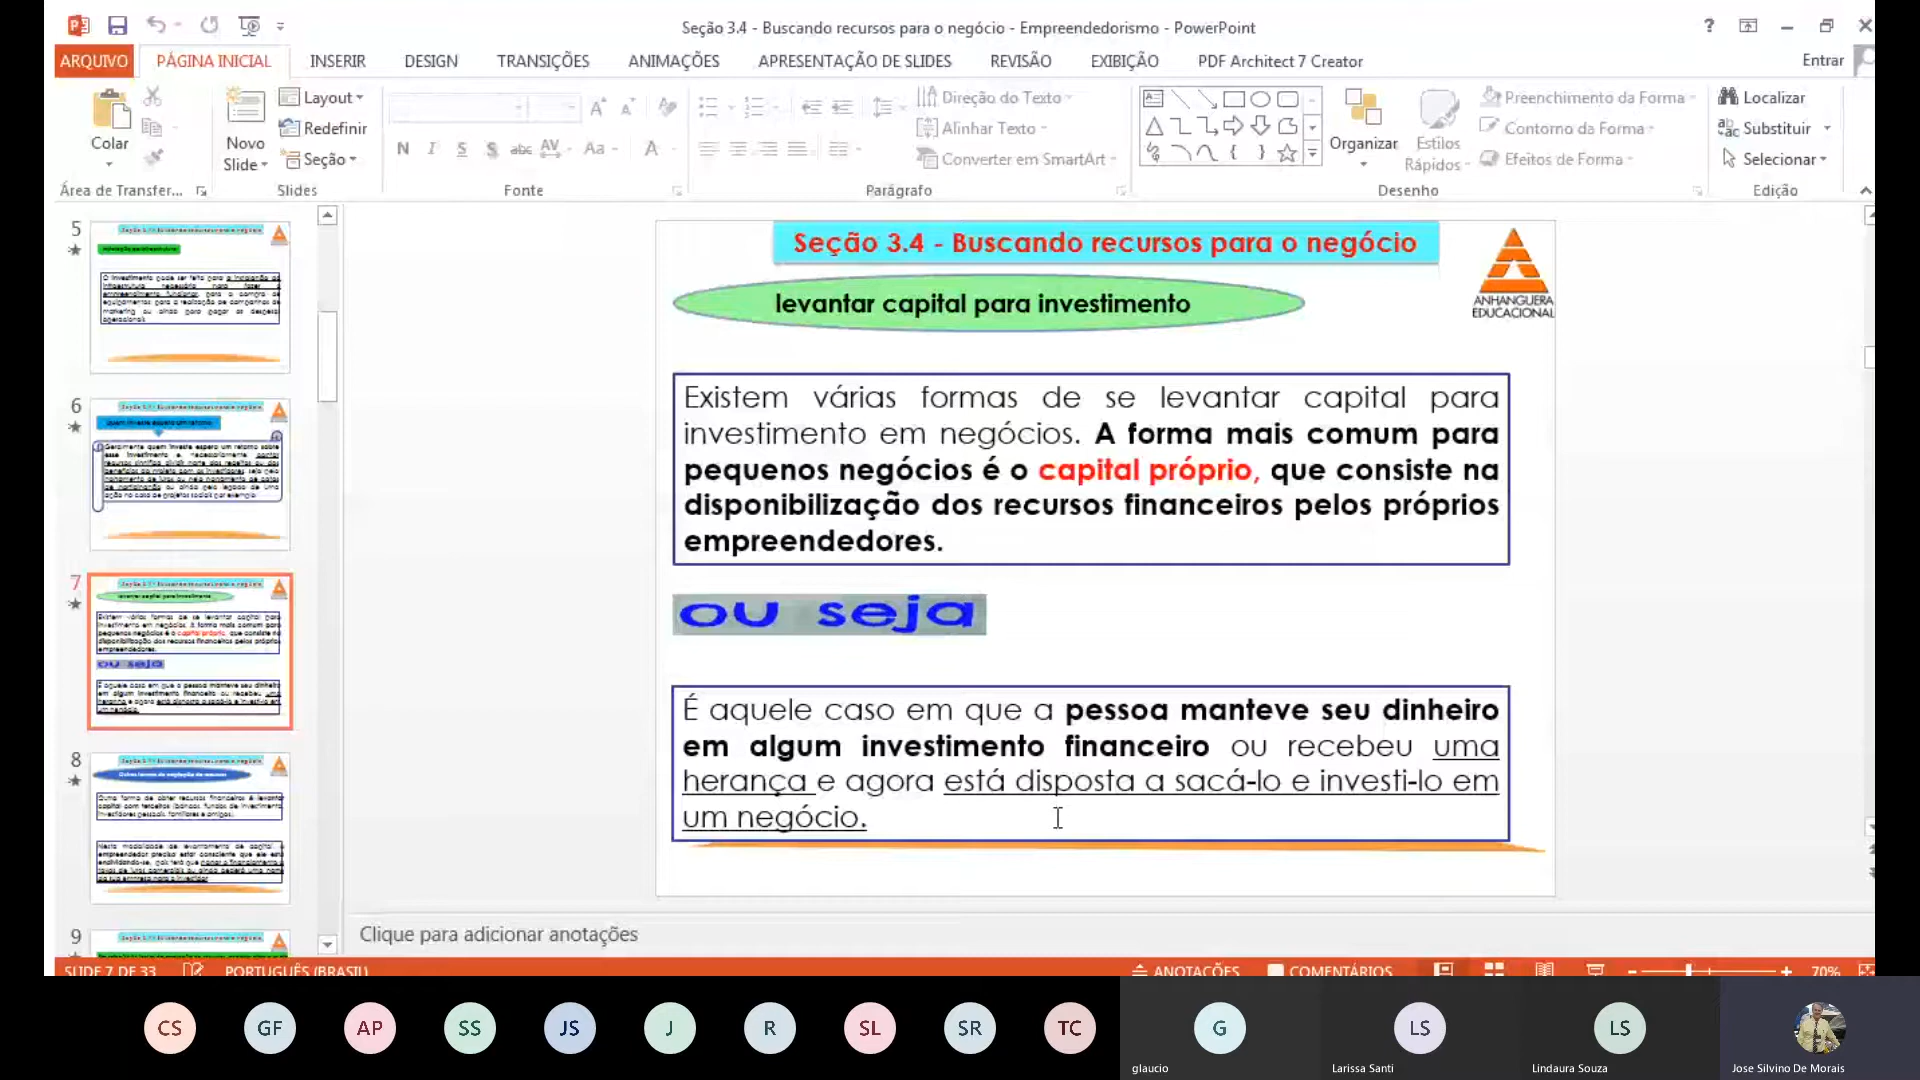 Seção 3.4 - Buscando recursos para o negócio - Empreendedorismo - PowerPoint
?
ARQUIVO PÁGINA INICIAL INSERIR DESIGN TRANSIÇÕES ANIMAÇÕES APRESENTAÇÃO DE SLIDES REVISÃO EXIBIÇÃO PDF Architect 7 Creator Entrar
Colar
Novo
Slide
Layout
Redefinir
Seção
N I S S abc AV Aa A
Direção do Texto
Alinhar Texto
Converter em SmartArt
Organizar
Estilos
Rápidos
Preenchimento da Forma
Contorno da Forma
Efeitos de Forma
Localizar
Substituir
Selecionar
Área de Transfer... Slides Fonte Parágrafo Desenho Edição
5
6
7
ou seja
8
9
Seção 3.4 - Buscando recursos para o negócio
levantar capital para investimento
ANHANGUERA
EDUCACIONAL
Existem várias formas de se levantar capital para
investimento em negócios. A forma mais comum para
pequenos negócios é o capital próprio, que consiste na
disponibilização dos recursos financeiros pelos próprios
empreendedores.
ou seja
É aquele caso em que a pessoa manteve seu dinheiro
em algum investimento financeiro ou recebeu uma
herança e agora está disposta a sacá-lo e investi-lo em
um negócio.
Clique para adicionar anotações
SLIDE 7 DE 33 PORTUGUÊS (BRASIL) ANOTAÇÕES COMENTÁRIOS 70%
CS GF AP SS JS J R SL SR TC G LS LS
glaucio Larissa Santi Lindaura Souza Jose Silvino De Morais